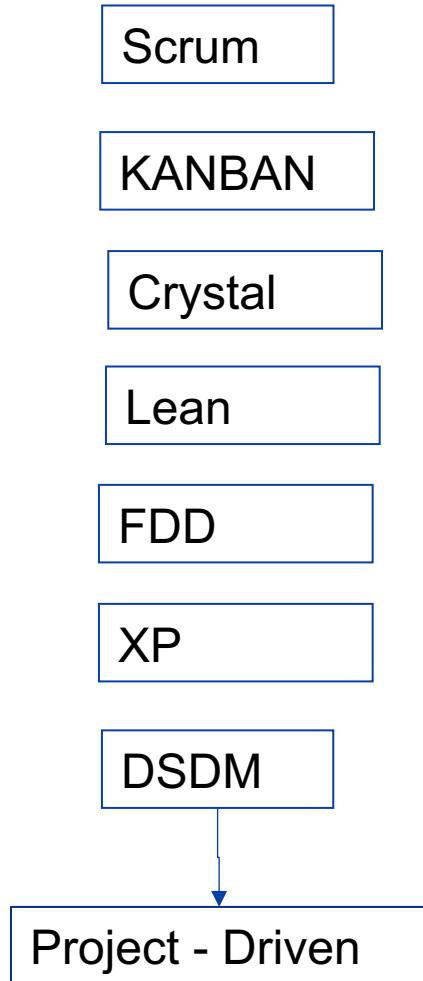 Scrum
KANBAN
Crystal
Lean
FDD
XP
DSDM
Project - Driven